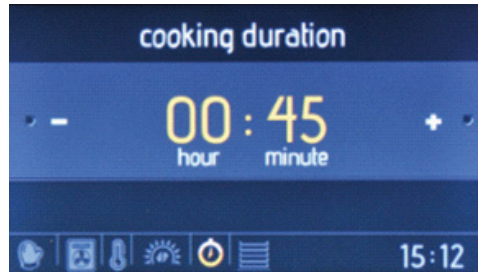 cooking duration
- 00 : 45 +
hour minute
15:12